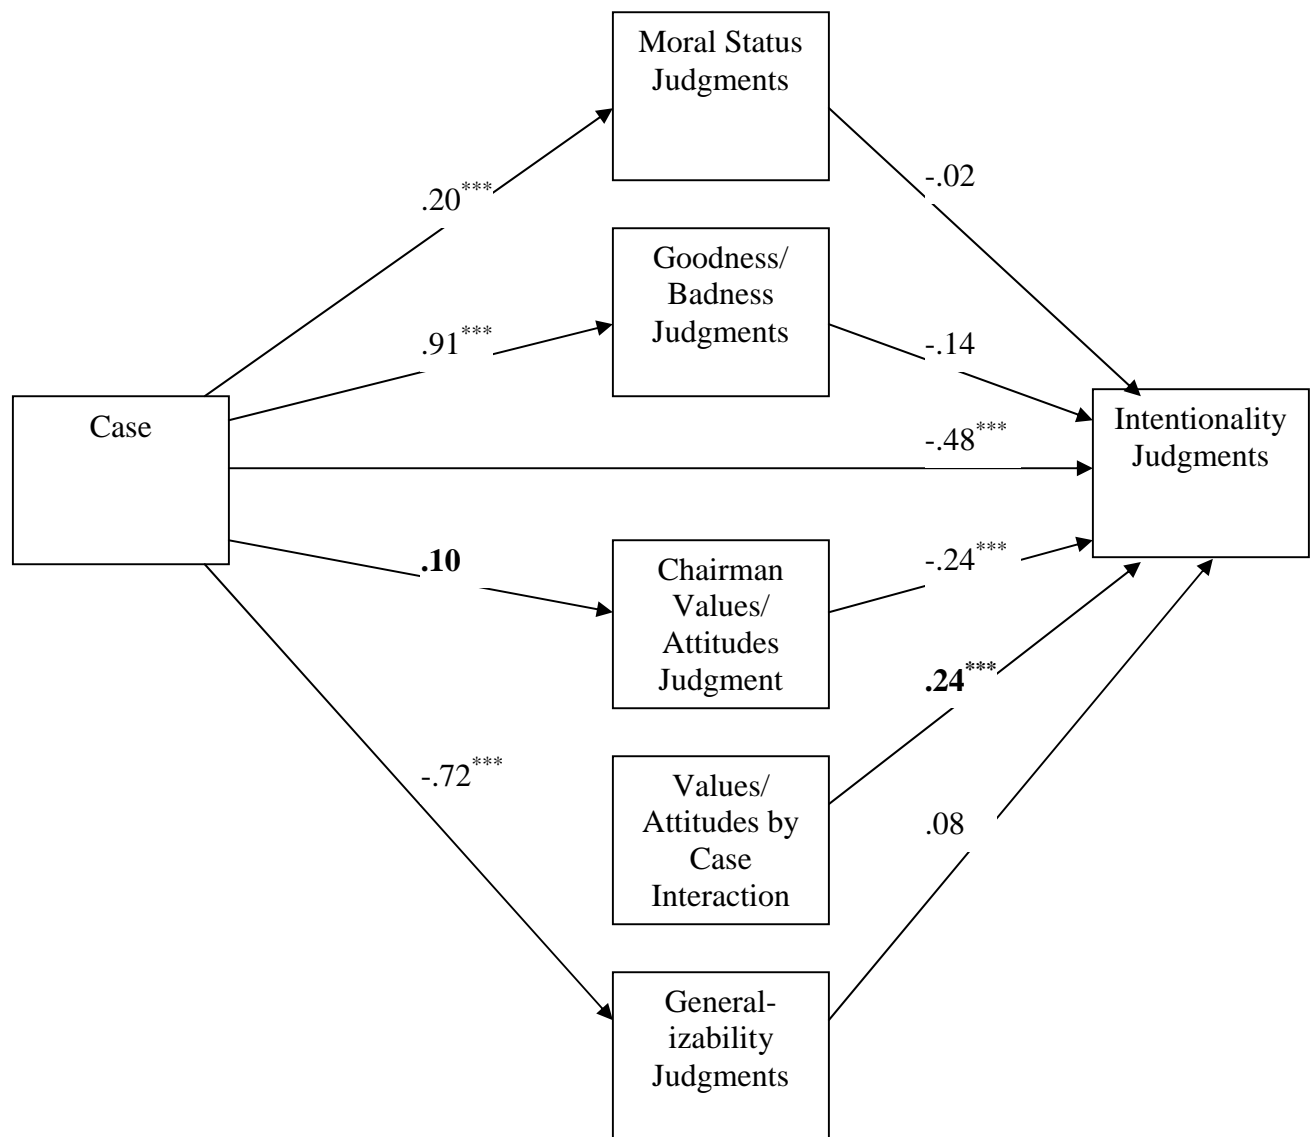 Moral Status
Judgments
.20***
-.02
Goodness/
Badness
Judgments
.91***
-.14
Case
-.48***
Intentionality
Judgments
.10
Chairman
Values/
Attitudes
Judgment
-.24***
.24***
-.72***
Values/
Attitudes by
Case
Interaction
.08
General-
izability
Judgments